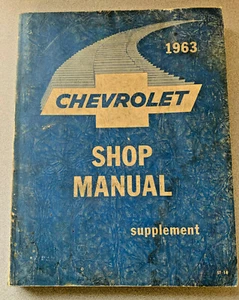 1963
CHEVROLET
SHOP
MANUAL
supplement